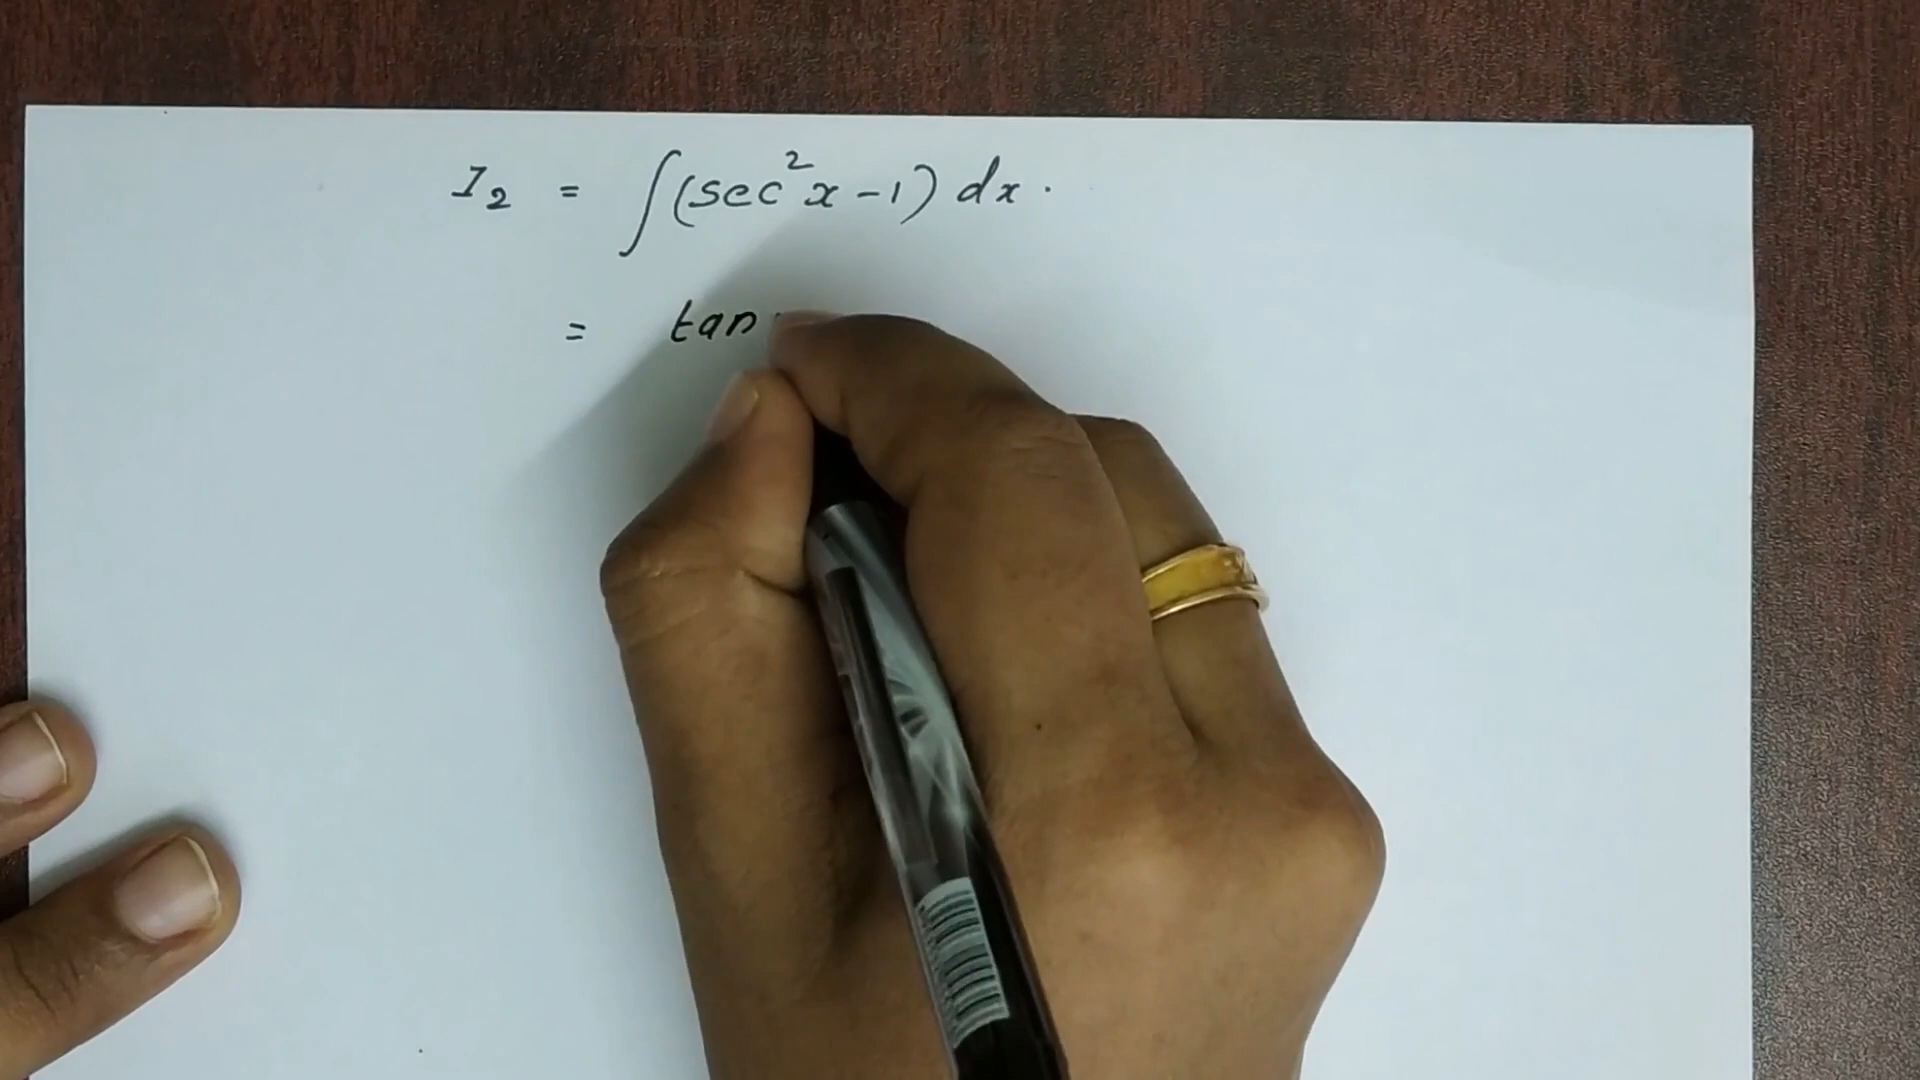 I₂ = ∫(sec²x-1) dx.
= tan